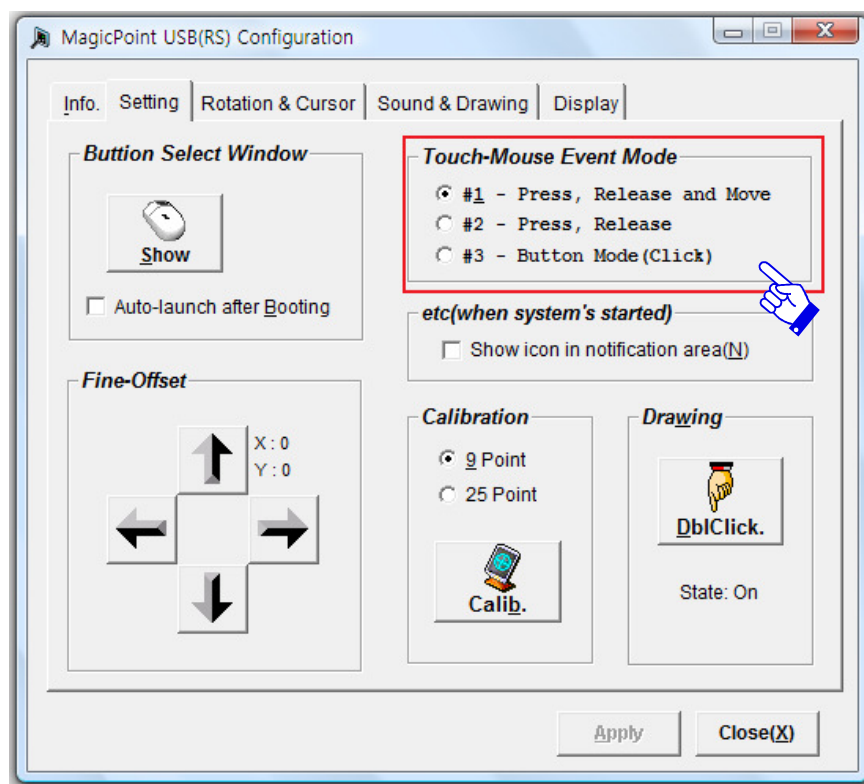 MagicPoint USB(RS) Configuration
Info. Setting Rotation & Cursor Sound & Drawing Display
Buttion Select Window
Show
Auto-launch after Booting
Touch-Mouse Event Mode
#1 - Press, Release and Move
#2 - Press, Release
#3 - Button Mode(Click)
etc(when system's started)
Show icon in notification area(N)
Fine-Offset
X : 0
Y : 0
Calibration
9 Point
25 Point
Calib.
Drawing
DblClick.
State: On
Apply Close(X)